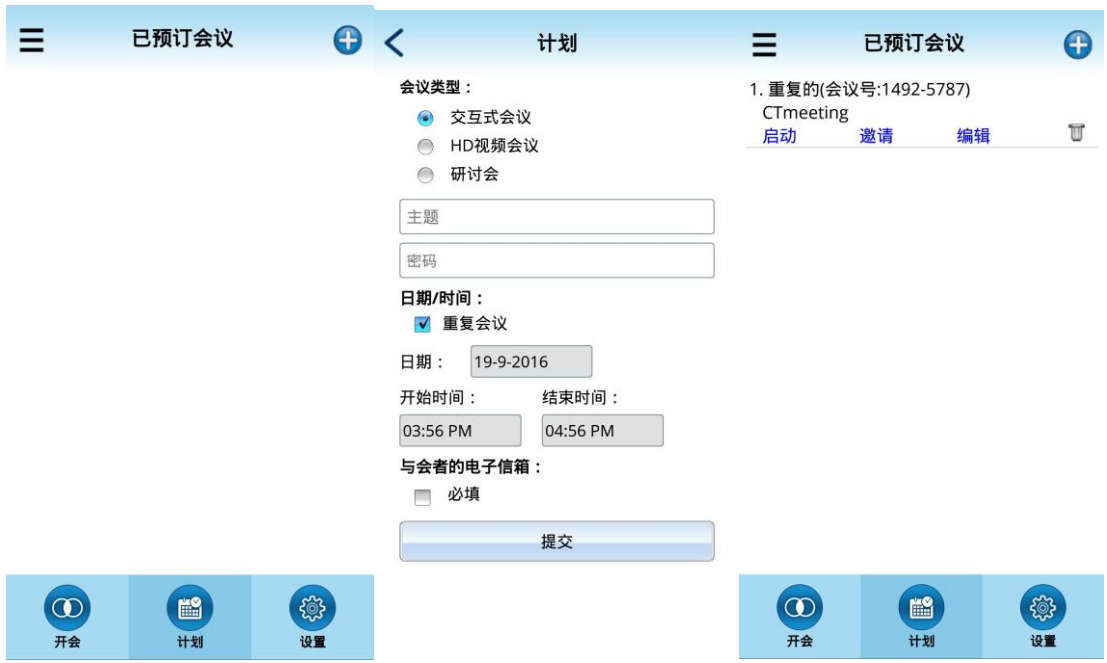 已预订会议
开会
计划
设置
计划
会议类型：
交互式会议
HD视频会议
研讨会
主题
密码
日期/时间：
重复会议
日期： 19-9-2016
开始时间： 结束时间：
03:56 PM 04:56 PM
与会者的电子信箱：
必填
提交
已预订会议
1. 重复的(会议号:1492-5787)
CTmeeting
启动 邀请 编辑
开会
计划
设置